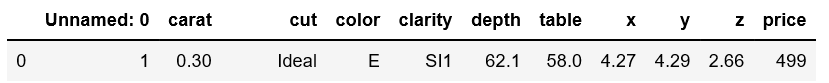 Unnamed: 0 carat cut color clarity depth table x y z price
0 1 0.30 Ideal E SI1 62.1 58.0 4.27 4.29 2.66 499